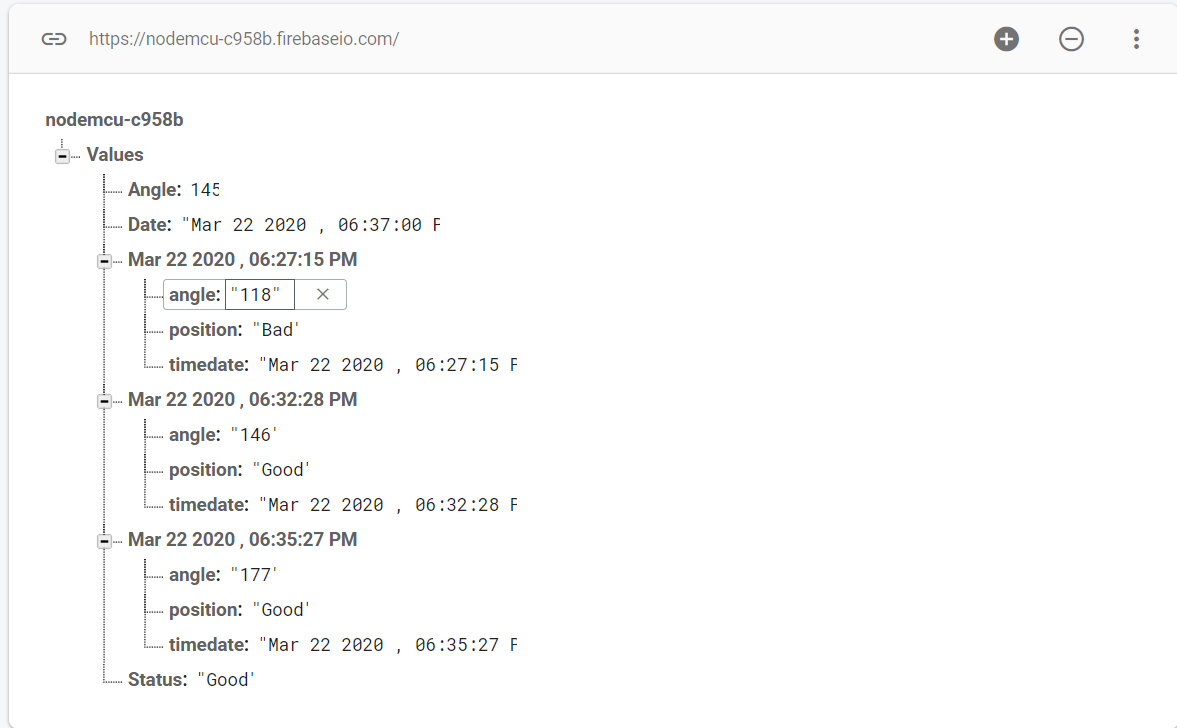 https://nodemcu-c958b.firebaseio.com/
nodemcu-c958b
Values
Angle: 145
Date: "Mar 22 2020 , 06:37:00 P
Mar 22 2020 , 06:27:15 PM
angle: "118" ×
position: "Bad"
timedate: "Mar 22 2020 , 06:27:15 P
Mar 22 2020 , 06:32:28 PM
angle: "146"
position: "Good"
timedate: "Mar 22 2020 , 06:32:28 P
Mar 22 2020 , 06:35:27 PM
angle: "177"
position: "Good"
timedate: "Mar 22 2020 , 06:35:27 P
Status: "Good"